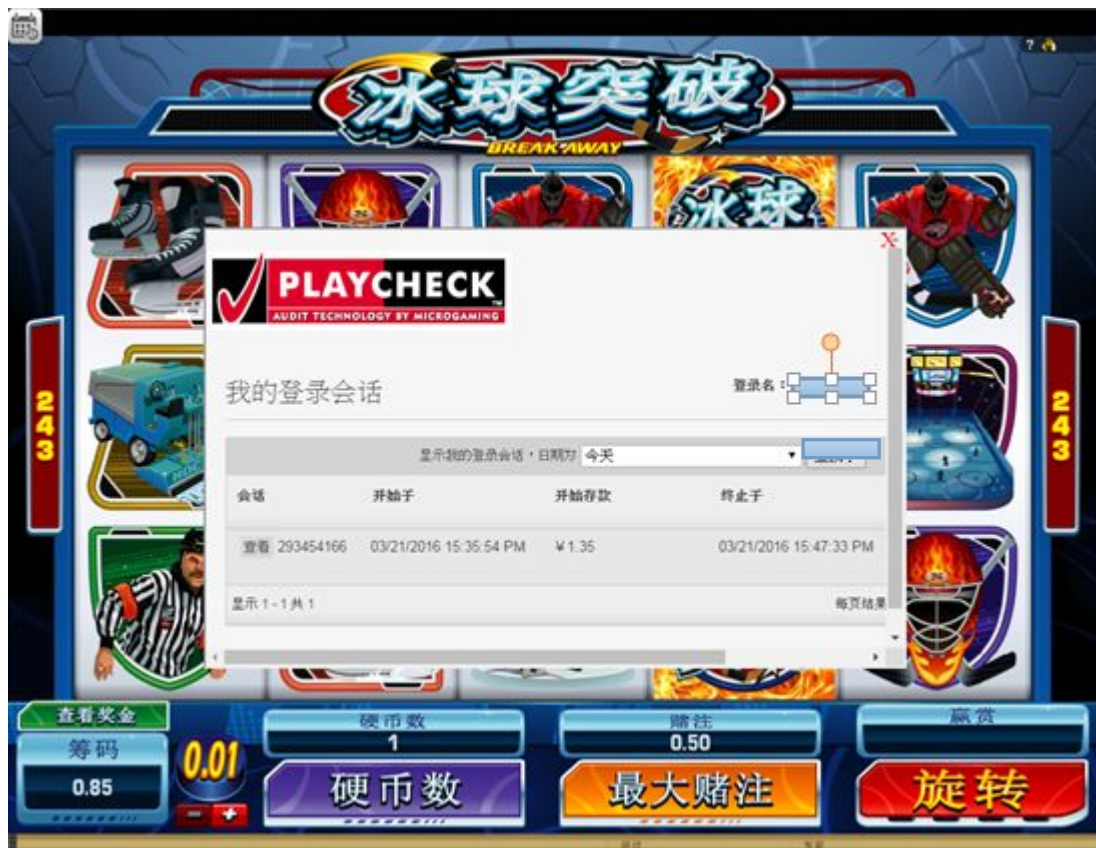 ?
冰球突破
BREAK AWAY
冰球
X
PLAYCHECK
TM
AUDIT TECHNOLOGY BY MICROGAMING
我的登录会话
登录名：
显示我的登录会话，日期为 今天
会话 开始于 开始存款 终止于
查看 293454166 03/21/2016 15:35:54 PM ¥1.35 03/21/2016 15:47:33 PM
显示 1 - 1 共 1 每页结果
243
243
查看奖金
硬币数
1
赌注
0.50
赢赏
筹码
0.85
0.01
硬币数
最大赌注
旋转